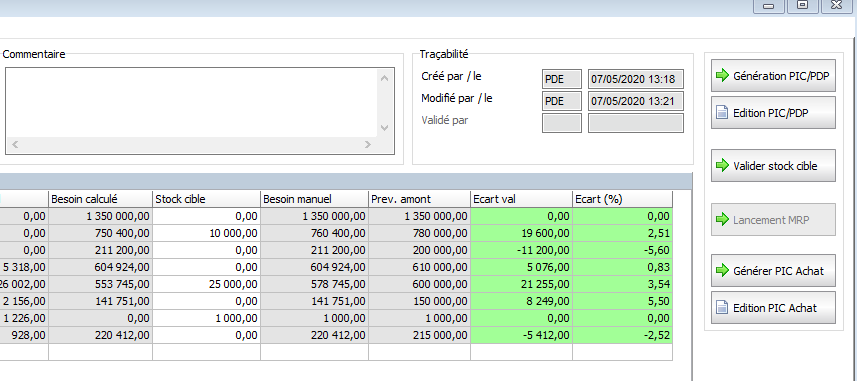 Commentaire
Traçabilité
Créé par / le PDE 07/05/2020 13:18
Modifié par / le PDE 07/05/2020 13:21
Validé par
Génération PIC/PDP
Edition PIC/PDP
Valider stock cible
Lancement MRP
Générer PIC Achat
Edition PIC Achat
Besoin calculé Stock cible Besoin manuel Prev. amont Ecart val Ecart (%)
0,00 1 350 000,00 0,00 1 350 000,00 1 350 000,00 0,00 0,00
0,00 750 400,00 10 000,00 760 400,00 780 000,00 19 600,00 2,51
0,00 211 200,00 0,00 211 200,00 200 000,00 -11 200,00 -5,60
5 318,00 604 924,00 0,00 604 924,00 610 000,00 5 076,00 0,83
26 002,00 553 745,00 25 000,00 578 745,00 600 000,00 21 255,00 3,54
2 156,00 141 751,00 0,00 141 751,00 150 000,00 8 249,00 5,50
1 226,00 0,00 1 000,00 1 000,00 1 000,00 0,00 0,00
928,00 220 412,00 0,00 220 412,00 215 000,00 -5 412,00 -2,52